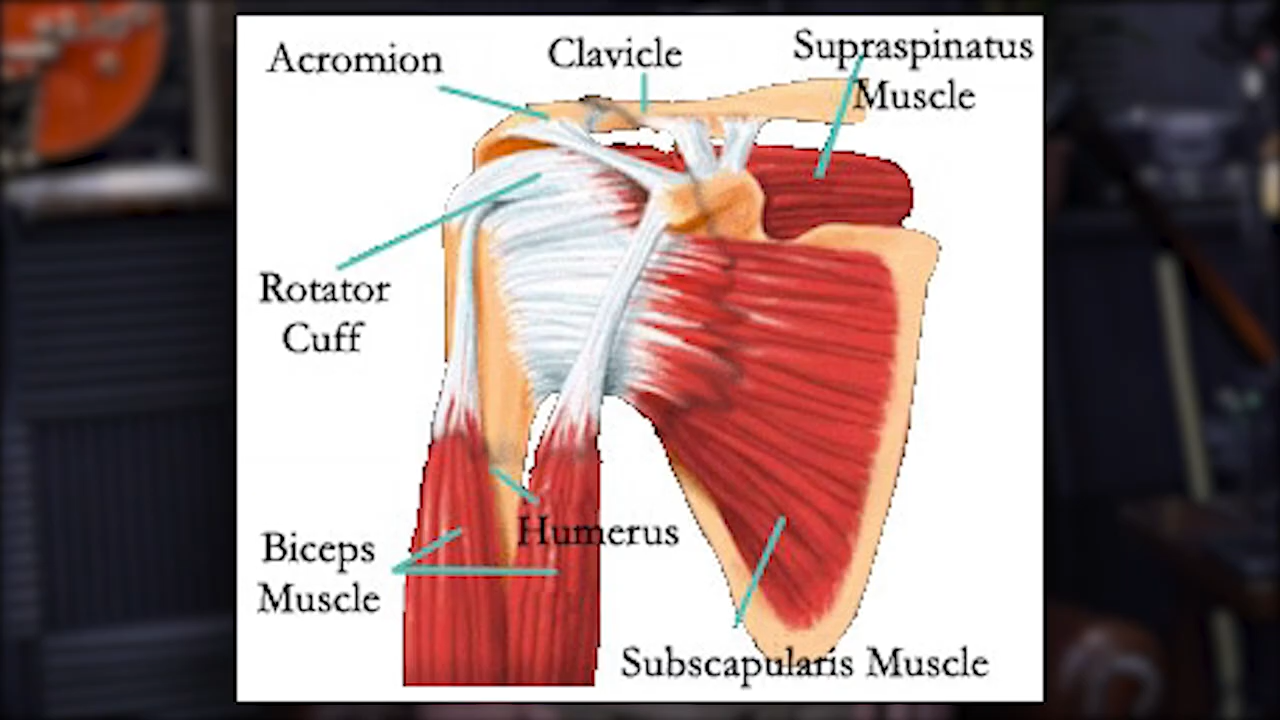 Acromion
Clavicle
Supraspinatus
Muscle
Rotator
Cuff
Humerus
Biceps
Muscle
Subscapularis Muscle